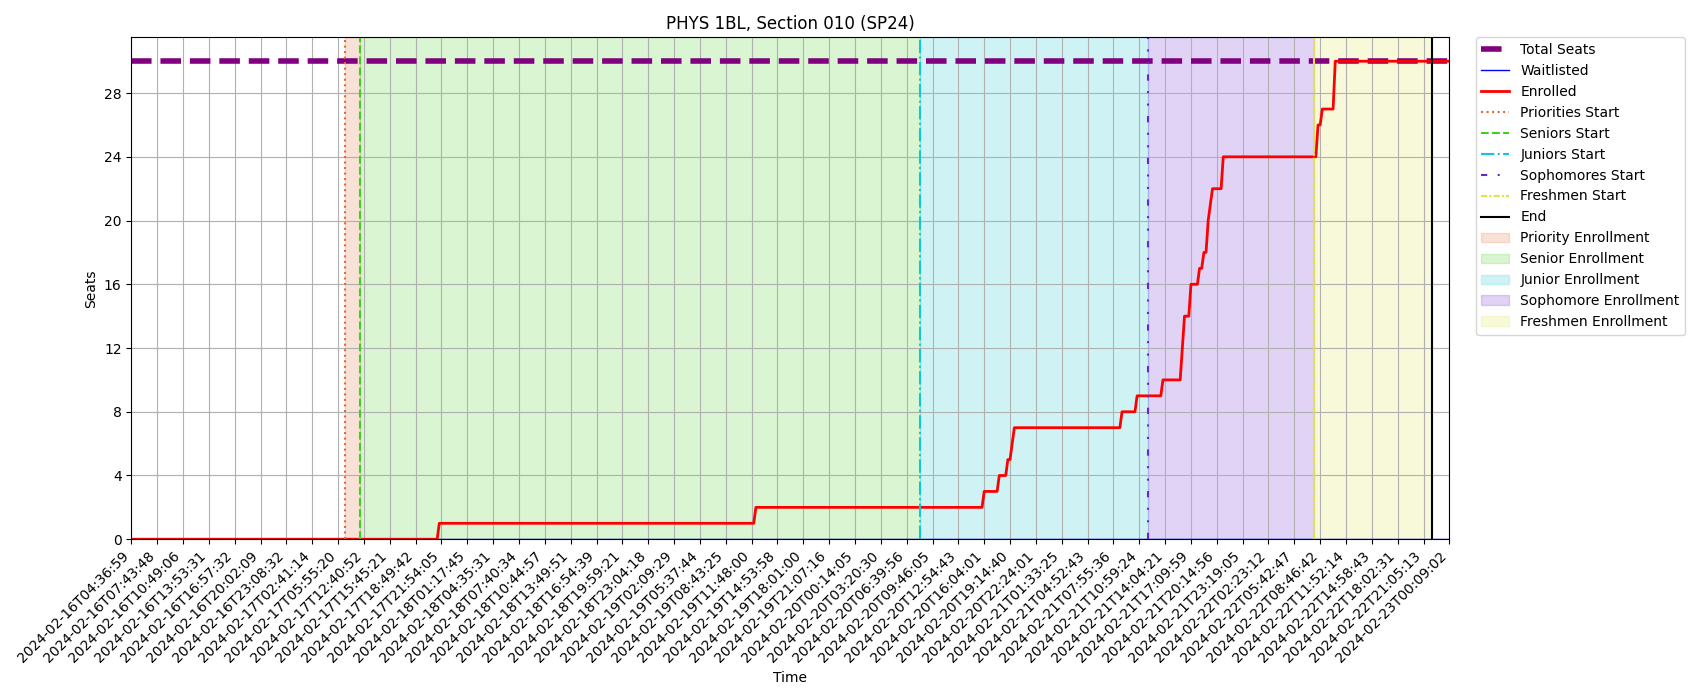 PHYS 1BL, Section 010 (SP24)
Seats
28
24
20
16
12
8
4
0
2024-02-16T04:36:59
2024-02-16T07:43:48
2024-02-16T10:49:06
2024-02-16T13:53:31
2024-02-16T16:57:32
2024-02-16T20:02:09
2024-02-16T23:08:32
2024-02-17T02:41:14
2024-02-17T05:55:20
2024-02-17T12:40:52
2024-02-17T15:45:21
2024-02-17T18:49:42
2024-02-17T21:54:05
2024-02-18T01:17:45
2024-02-18T04:35:31
2024-02-18T07:40:34
2024-02-18T10:44:57
2024-02-18T13:49:51
2024-02-18T16:54:39
2024-02-18T19:59:21
2024-02-18T23:04:18
2024-02-19T02:09:29
2024-02-19T05:37:44
2024-02-19T08:43:25
2024-02-19T11:48:00
2024-02-19T14:53:58
2024-02-19T18:01:00
2024-02-19T21:07:16
2024-02-20T00:14:05
2024-02-20T03:20:30
2024-02-20T06:39:56
2024-02-20T09:46:05
2024-02-20T12:54:43
2024-02-20T16:04:01
2024-02-20T19:14:40
2024-02-20T22:24:01
2024-02-21T01:33:25
2024-02-21T04:52:43
2024-02-21T07:55:36
2024-02-21T10:59:24
2024-02-21T14:04:21
2024-02-21T17:09:59
2024-02-21T20:14:56
2024-02-21T23:19:05
2024-02-22T02:23:12
2024-02-22T05:42:47
2024-02-22T08:46:42
2024-02-22T11:52:14
2024-02-22T14:58:43
2024-02-22T18:02:31
2024-02-22T21:05:13
2024-02-23T00:09:02
Time
Total Seats
Waitlisted
Enrolled
Priorities Start
Seniors Start
Juniors Start
Sophomores Start
Freshmen Start
End
Priority Enrollment
Senior Enrollment
Junior Enrollment
Sophomore Enrollment
Freshmen Enrollment